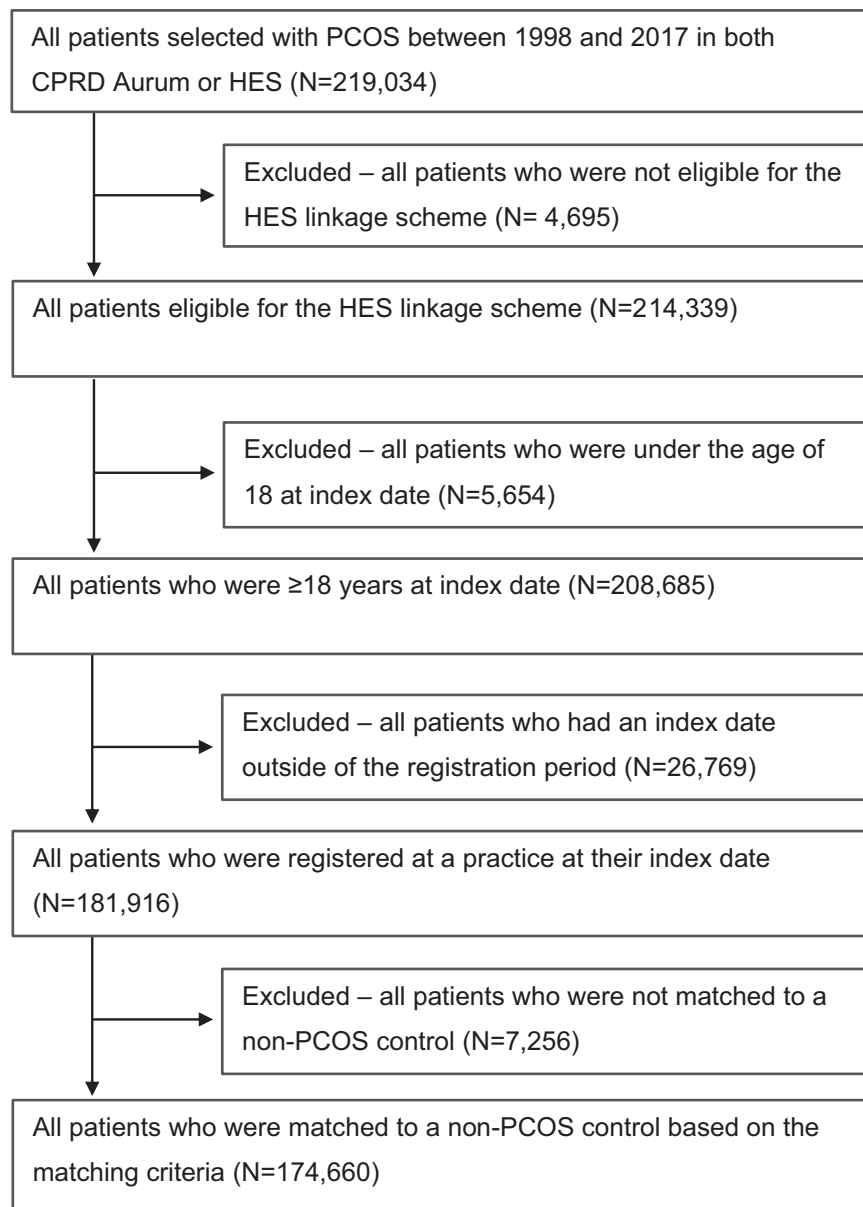 All patients selected with PCOS between 1998 and 2017 in both
CPRD Aurum or HES (N=219,034)
Excluded – all patients who were not eligible for the
HES linkage scheme (N= 4,695)
All patients eligible for the HES linkage scheme (N=214,339)
Excluded – all patients who were under the age of
18 at index date (N=5,654)
All patients who were ≥18 years at index date (N=208,685)
Excluded – all patients who had an index date
outside of the registration period (N=26,769)
All patients who were registered at a practice at their index date
(N=181,916)
Excluded – all patients who were not matched to a
non-PCOS control (N=7,256)
All patients who were matched to a non-PCOS control based on the
matching criteria (N=174,660)